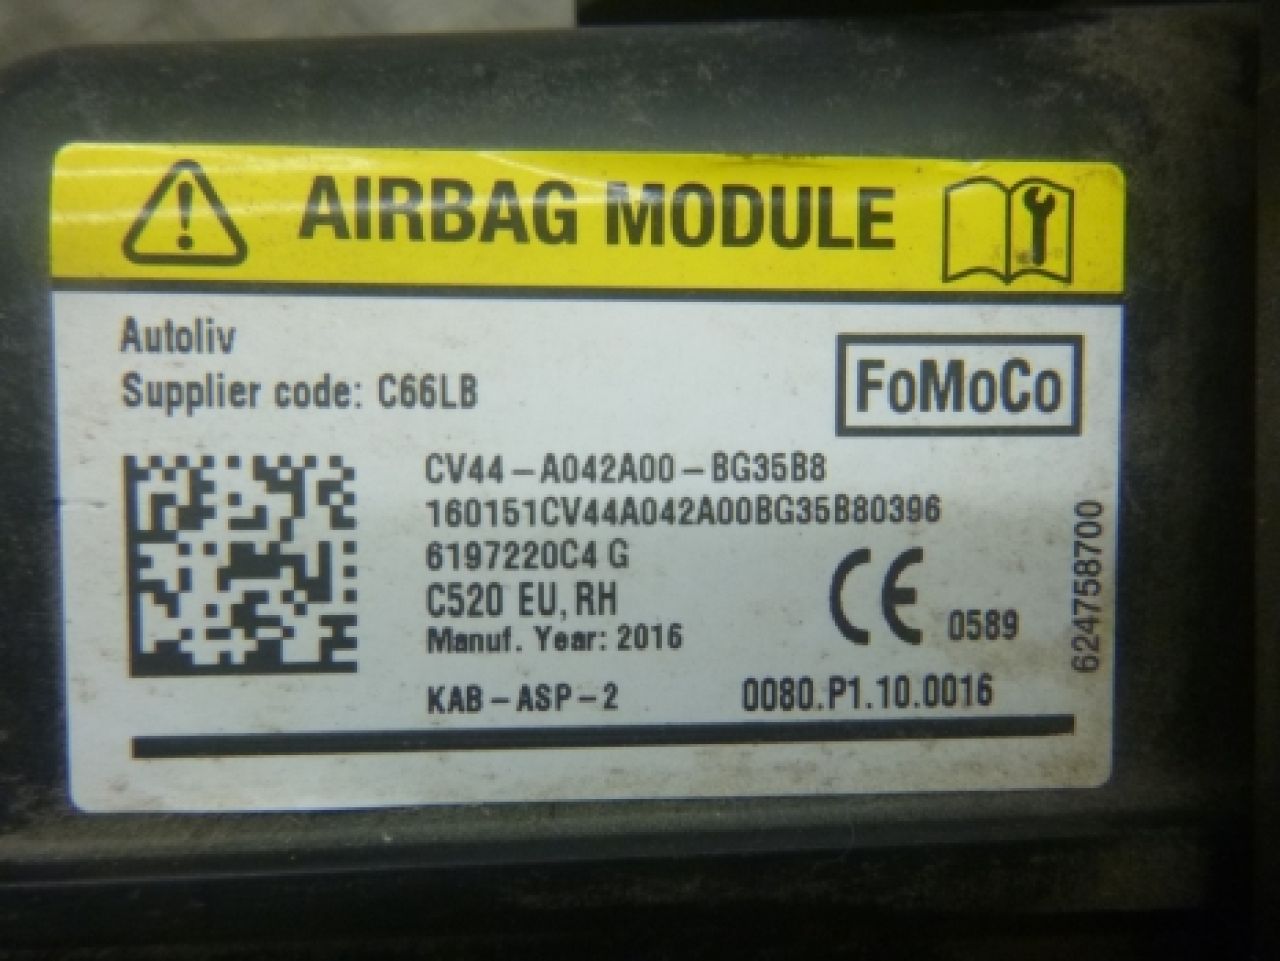 AIRBAG MODULE
Autoliv
Supplier code: C66LB
FoMoCo
CV44-A042A00-BG35B8
160151CV44A042A00BG35B80396
6197220C4 G
C520 EU, RH
Manuf. Year: 2016
CE 0589
KAB-ASP-2
0080.P1.10.0016
624758700